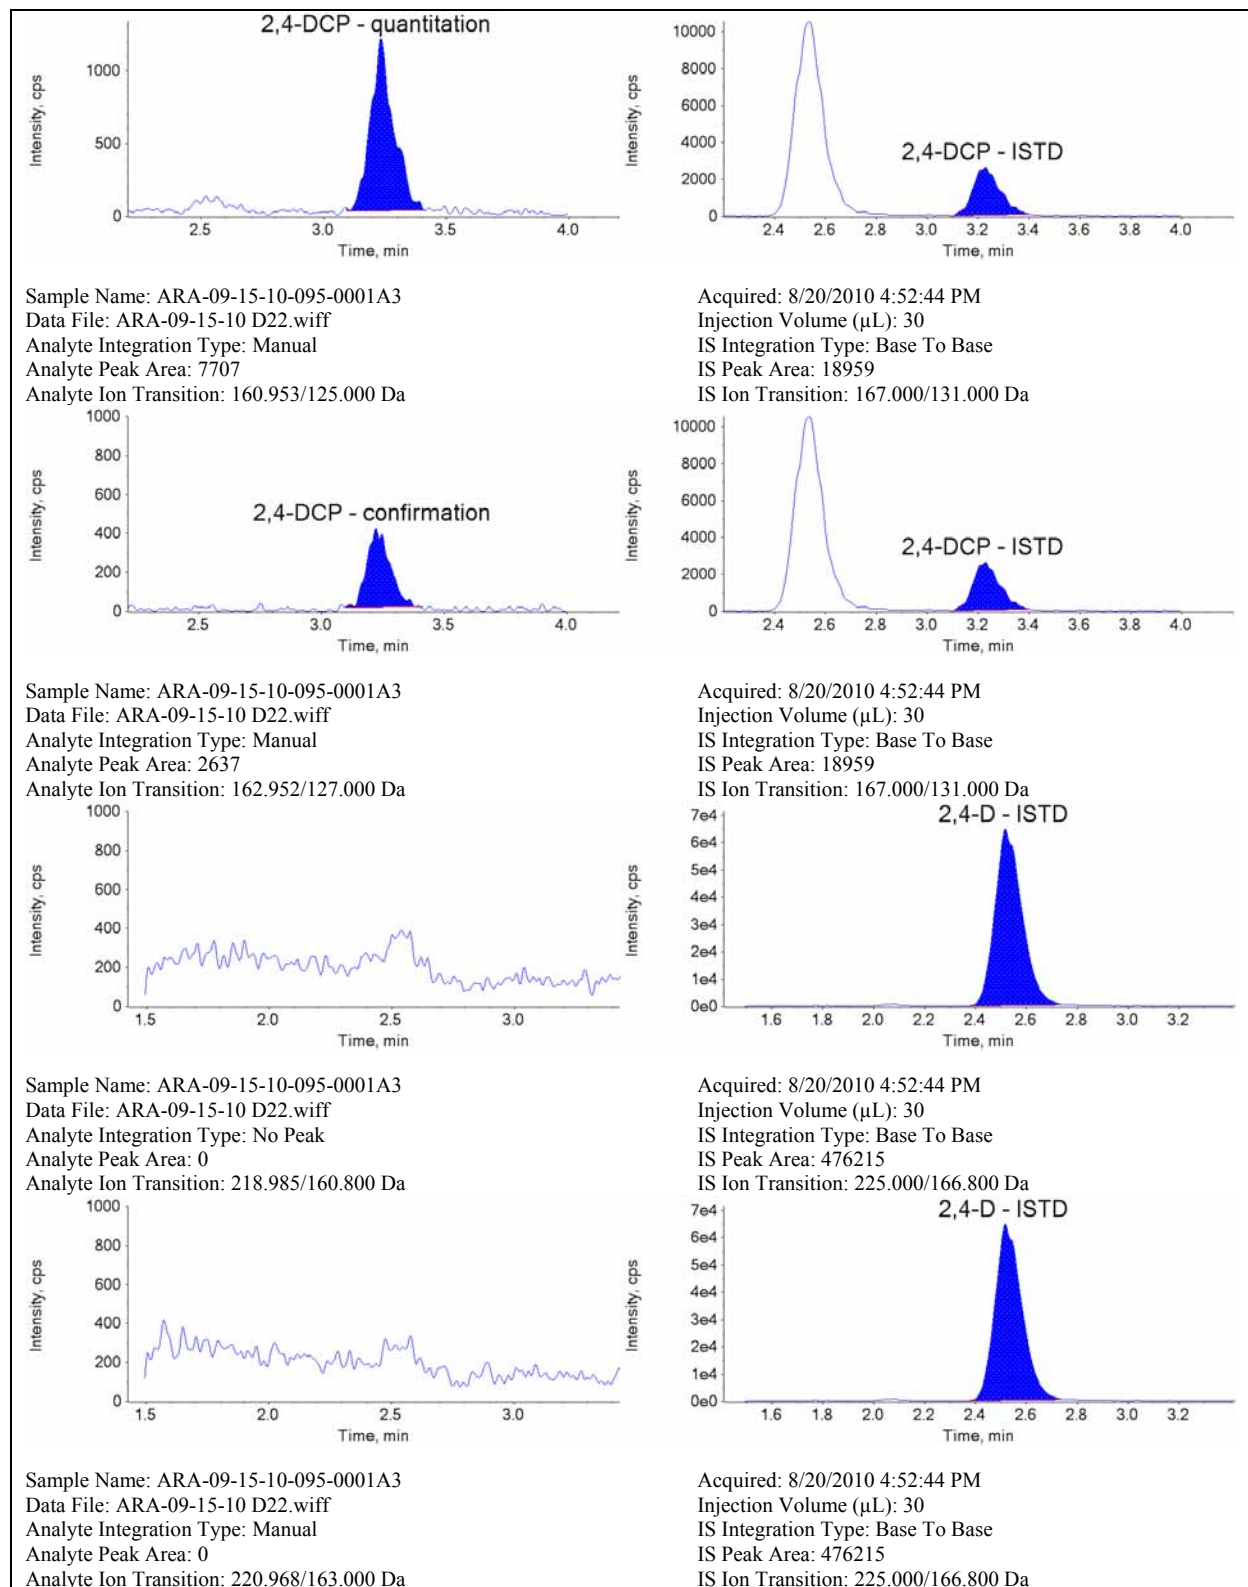 2,4-DCP - quantitation
Intensity, cps
1000
500
0
2.5 3.0 3.5 4.0
Time, min
Intensity, cps
10000
8000
6000
4000
2000
0
2,4-DCP - ISTD
2.4 2.6 2.8 3.0 3.2 3.4 3.6 3.8 4.0
Time, min
Sample Name: ARA-09-15-10-095-0001A3
Data File: ARA-09-15-10 D22.wiff
Analyte Integration Type: Manual
Analyte Peak Area: 7707
Analyte Ion Transition: 160.953/125.000 Da
Acquired: 8/20/2010 4:52:44 PM
Injection Volume (µL): 30
IS Integration Type: Base To Base
IS Peak Area: 18959
IS Ion Transition: 167.000/131.000 Da
Intensity, cps
1000
800
600
400
200
0
2,4-DCP - confirmation
2.5 3.0 3.5 4.0
Time, min
Intensity, cps
10000
8000
6000
4000
2000
0
2,4-DCP - ISTD
2.4 2.6 2.8 3.0 3.2 3.4 3.6 3.8 4.0
Time, min
Sample Name: ARA-09-15-10-095-0001A3
Data File: ARA-09-15-10 D22.wiff
Analyte Integration Type: Manual
Analyte Peak Area: 2637
Analyte Ion Transition: 162.952/127.000 Da
Acquired: 8/20/2010 4:52:44 PM
Injection Volume (µL): 30
IS Integration Type: Base To Base
IS Peak Area: 18959
IS Ion Transition: 167.000/131.000 Da
Intensity, cps
1000
800
600
400
200
0
1.5 2.0 2.5 3.0
Time, min
Intensity, cps
2,4-D - ISTD
7e4
6e4
5e4
4e4
3e4
2e4
1e4
0e0
1.6 1.8 2.0 2.2 2.4 2.6 2.8 3.0 3.2
Time, min
Sample Name: ARA-09-15-10-095-0001A3
Data File: ARA-09-15-10 D22.wiff
Analyte Integration Type: No Peak
Analyte Peak Area: 0
Analyte Ion Transition: 218.985/160.800 Da
Acquired: 8/20/2010 4:52:44 PM
Injection Volume (µL): 30
IS Integration Type: Base To Base
IS Peak Area: 476215
IS Ion Transition: 225.000/166.800 Da
Intensity, cps
1000
800
600
400
200
0
1.5 2.0 2.5 3.0
Time, min
Intensity, cps
2,4-D - ISTD
7e4
6e4
5e4
4e4
3e4
2e4
1e4
0e0
1.6 1.8 2.0 2.2 2.4 2.6 2.8 3.0 3.2
Time, min
Sample Name: ARA-09-15-10-095-0001A3
Data File: ARA-09-15-10 D22.wiff
Analyte Integration Type: Manual
Analyte Peak Area: 0
Analyte Ion Transition: 220.968/163.000 Da
Acquired: 8/20/2010 4:52:44 PM
Injection Volume (µL): 30
IS Integration Type: Base To Base
IS Peak Area: 476215
IS Ion Transition: 225.000/166.800 Da